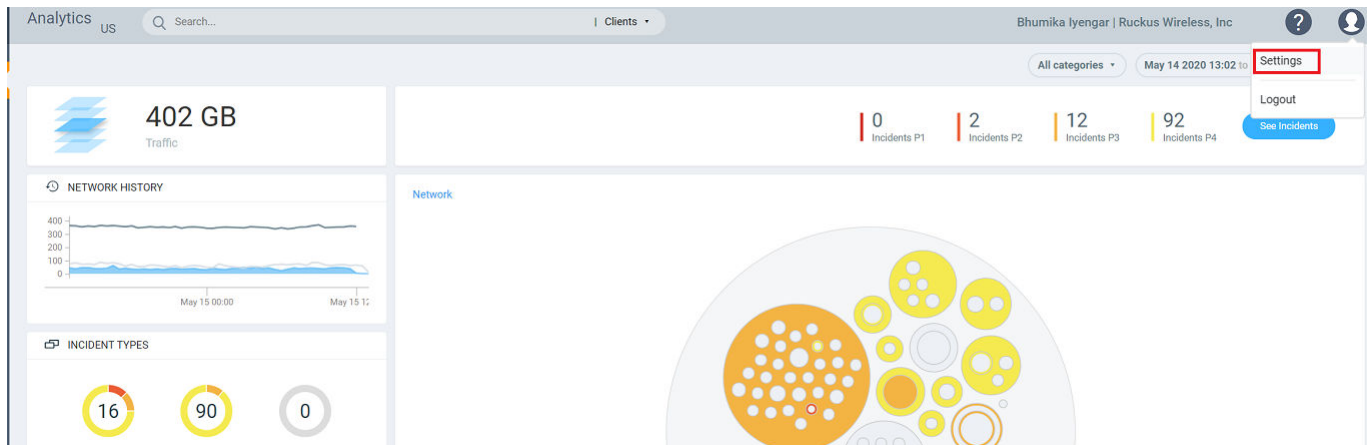 Analytics US
Search...
| Clients
Bhumika Iyengar | Ruckus Wireless, Inc
?
Settings
Logout
All categories
May 14 2020 13:02 to
402 GB
Traffic
0
Incidents P1
2
Incidents P2
12
Incidents P3
92
Incidents P4
See Incidents
NETWORK HISTORY
400
300
200
100
0
May 15 00:00
May 15 12
INCIDENT TYPES
16
90
0
Network